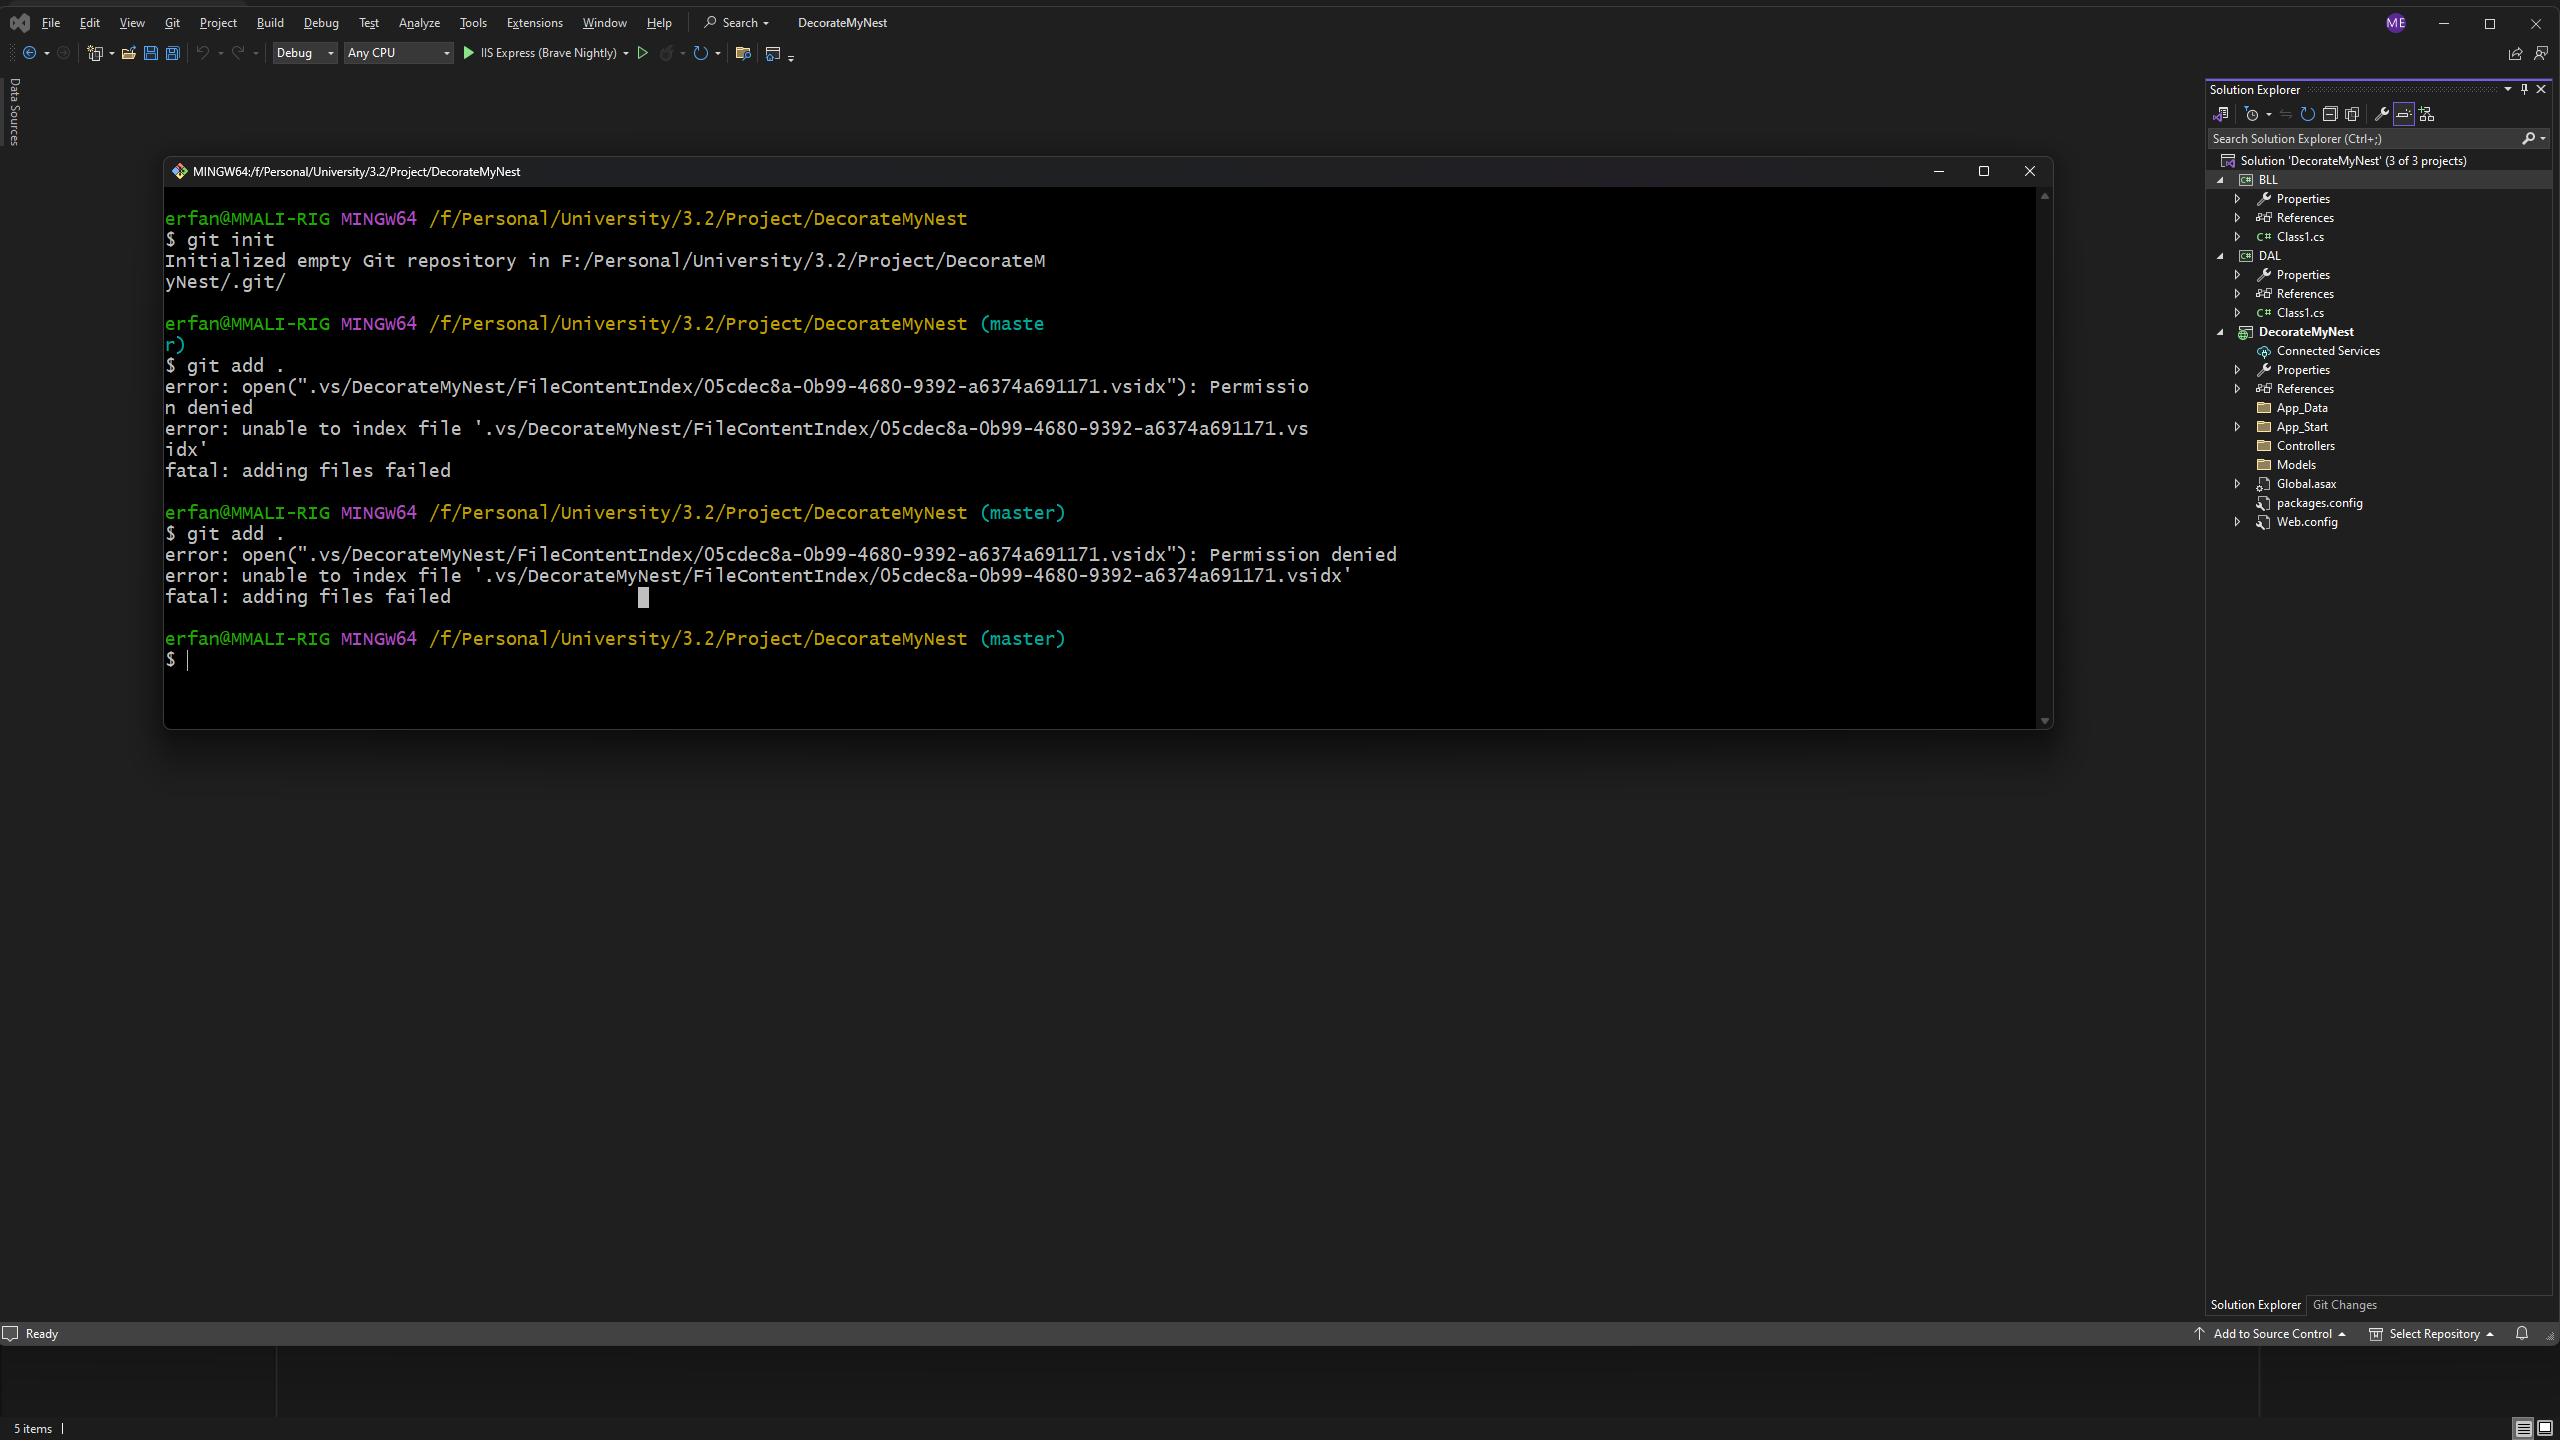 File Edit View Git Project Build Debug Test Analyze Tools Extensions Window Help Search DecorateMyNest ME
Debug Any CPU IIS Express (Brave Nightly)
Data Sources
MINGW64:/f/Personal/University/3.2/Project/DecorateMyNest
erfan@MMALI-RIG MINGW64 /f/Personal/University/3.2/Project/DecorateMyNest
$ git init
Initialized empty Git repository in F:/Personal/University/3.2/Project/DecorateM
yNest/.git/
erfan@MMALI-RIG MINGW64 /f/Personal/University/3.2/Project/DecorateMyNest (maste
r)
$ git add .
error: open(".vs/DecorateMyNest/FileContentIndex/05cdec8a-0b99-4680-9392-a6374a691171.vsidx"): Permissio
n denied
error: unable to index file '.vs/DecorateMyNest/FileContentIndex/05cdec8a-0b99-4680-9392-a6374a691171.vs
idx'
fatal: adding files failed
erfan@MMALI-RIG MINGW64 /f/Personal/University/3.2/Project/DecorateMyNest (master)
$ git add .
error: open(".vs/DecorateMyNest/FileContentIndex/05cdec8a-0b99-4680-9392-a6374a691171.vsidx"): Permission denied
error: unable to index file '.vs/DecorateMyNest/FileContentIndex/05cdec8a-0b99-4680-9392-a6374a691171.vsidx'
fatal: adding files failed
erfan@MMALI-RIG MINGW64 /f/Personal/University/3.2/Project/DecorateMyNest (master)
$
Solution Explorer
Search Solution Explorer (Ctrl+;)
Solution 'DecorateMyNest' (3 of 3 projects)
C# BLL
Properties
References
C# Class1.cs
C# DAL
Properties
References
C# Class1.cs
DecorateMyNest
Connected Services
Properties
References
App_Data
App_Start
Controllers
Models
Global.asax
packages.config
Web.config
Solution Explorer Git Changes
Ready Add to Source Control Select Repository
5 items